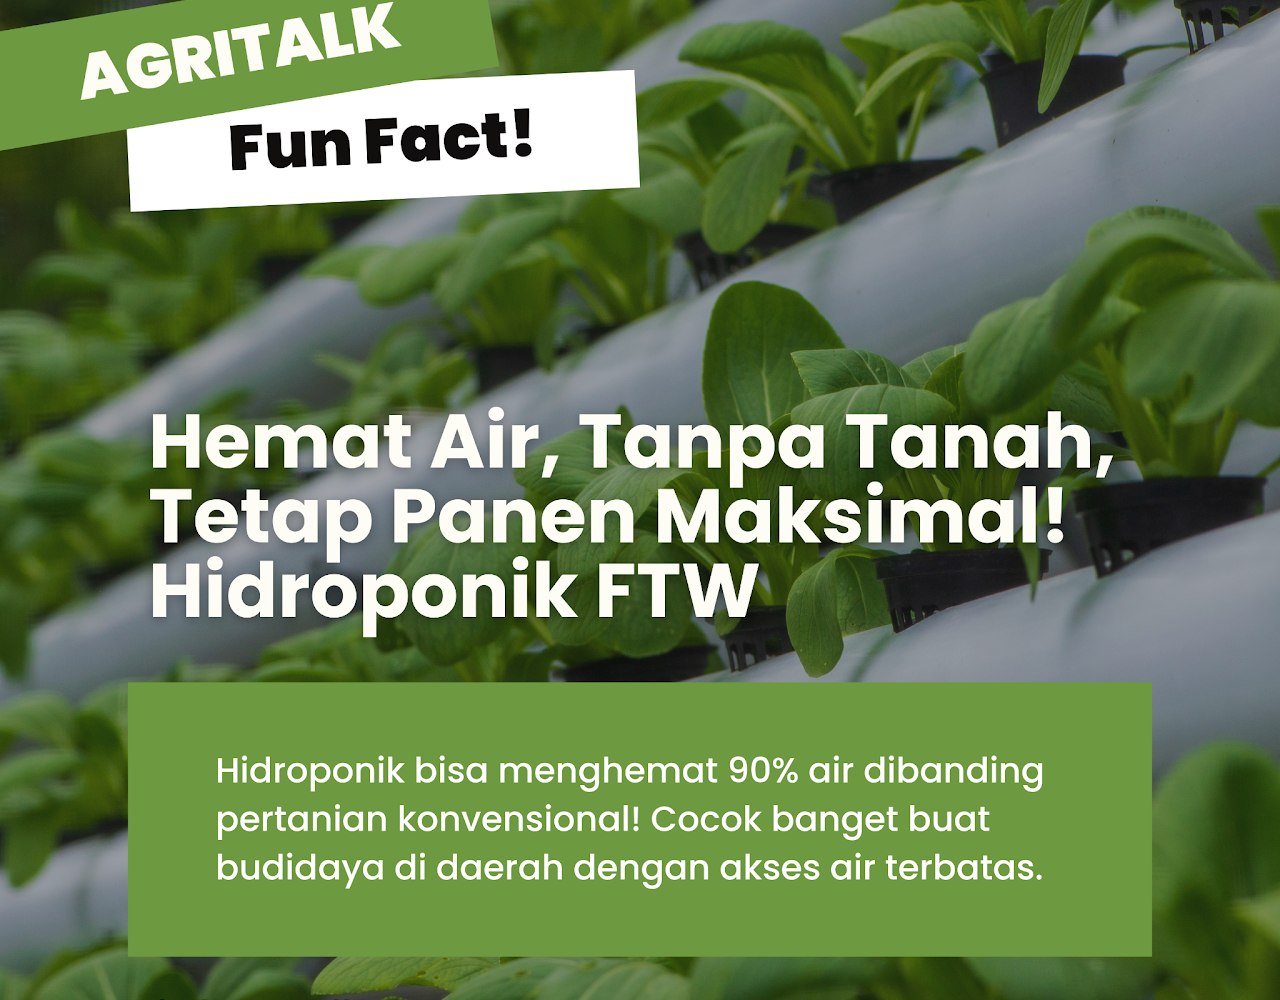 AGRITALK
Fun Fact!
Hemat Air, Tanpa Tanah,
Tetap Panen Maksimal!
Hidroponik FTW
Hidroponik bisa menghemat 90% air dibanding
pertanian konvensional! Cocok banget buat
budidaya di daerah dengan akses air terbatas.